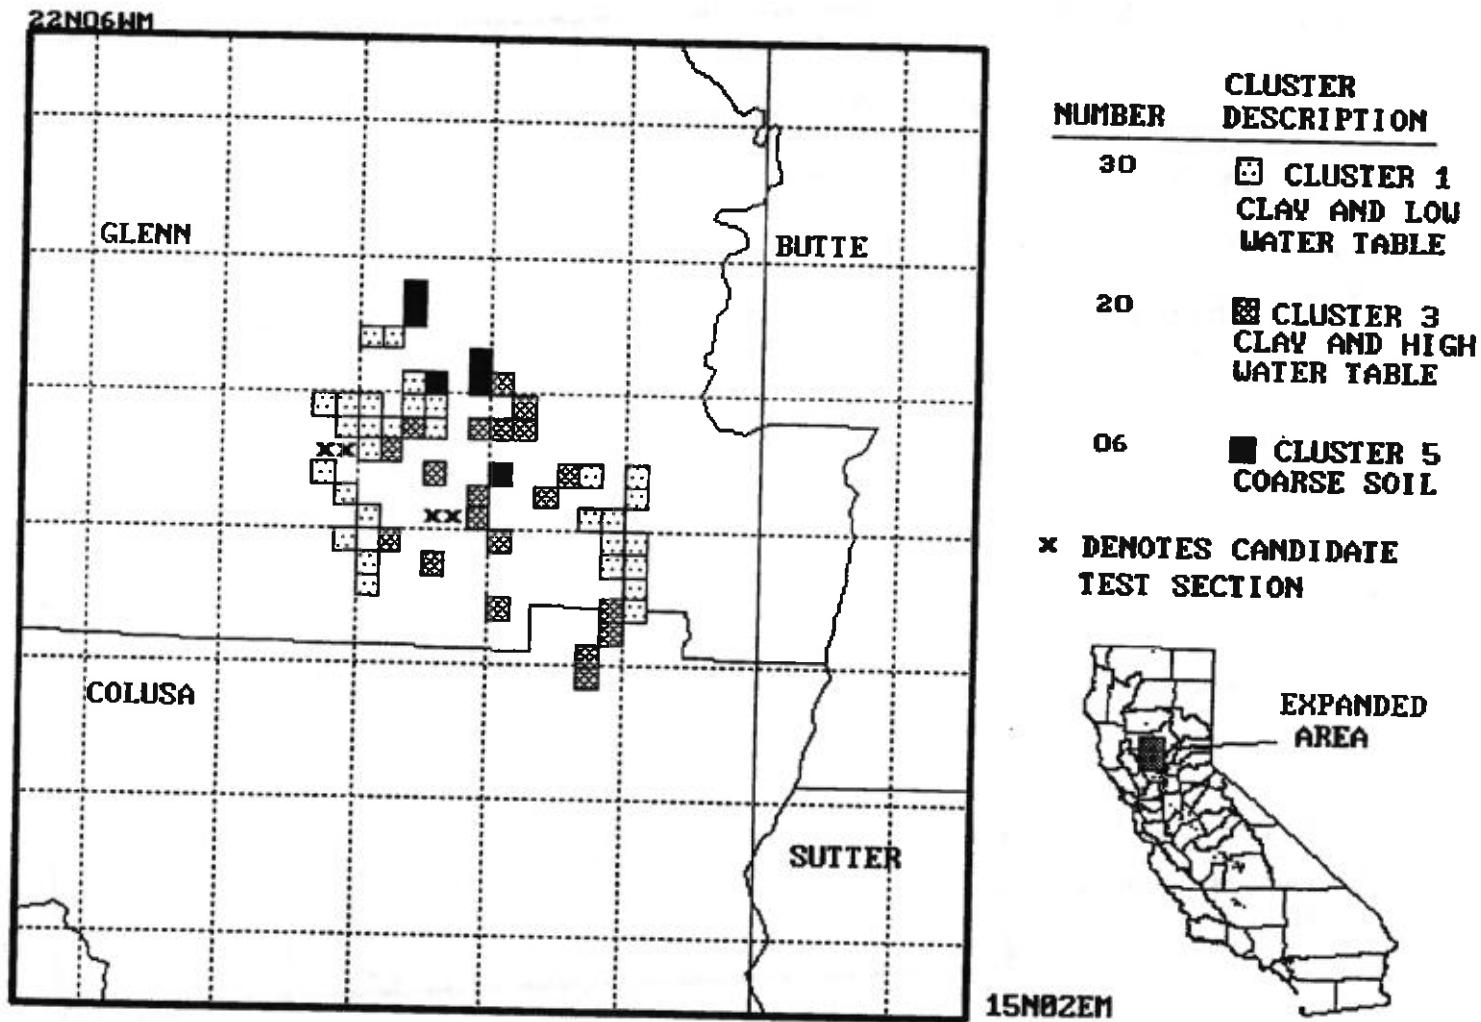 22N06WM
GLENN
BUTTE
COLUSA
SUTTER
15N02EM
x x
x x
NUMBER
CLUSTER
DESCRIPTION
30
CLUSTER 1
CLAY AND LOW
WATER TABLE
20
CLUSTER 3
CLAY AND HIGH
WATER TABLE
06
CLUSTER 5
COARSE SOIL
x DENOTES CANDIDATE
TEST SECTION
EXPANDED
AREA